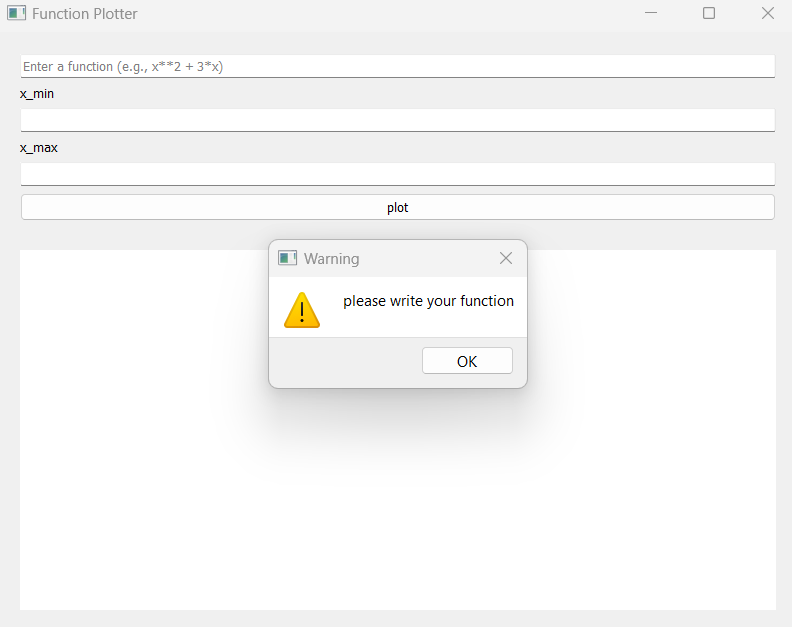 Function Plotter
Enter a function (e.g., x**2 + 3*x)
x_min
x_max
plot
Warning
please write your function
OK